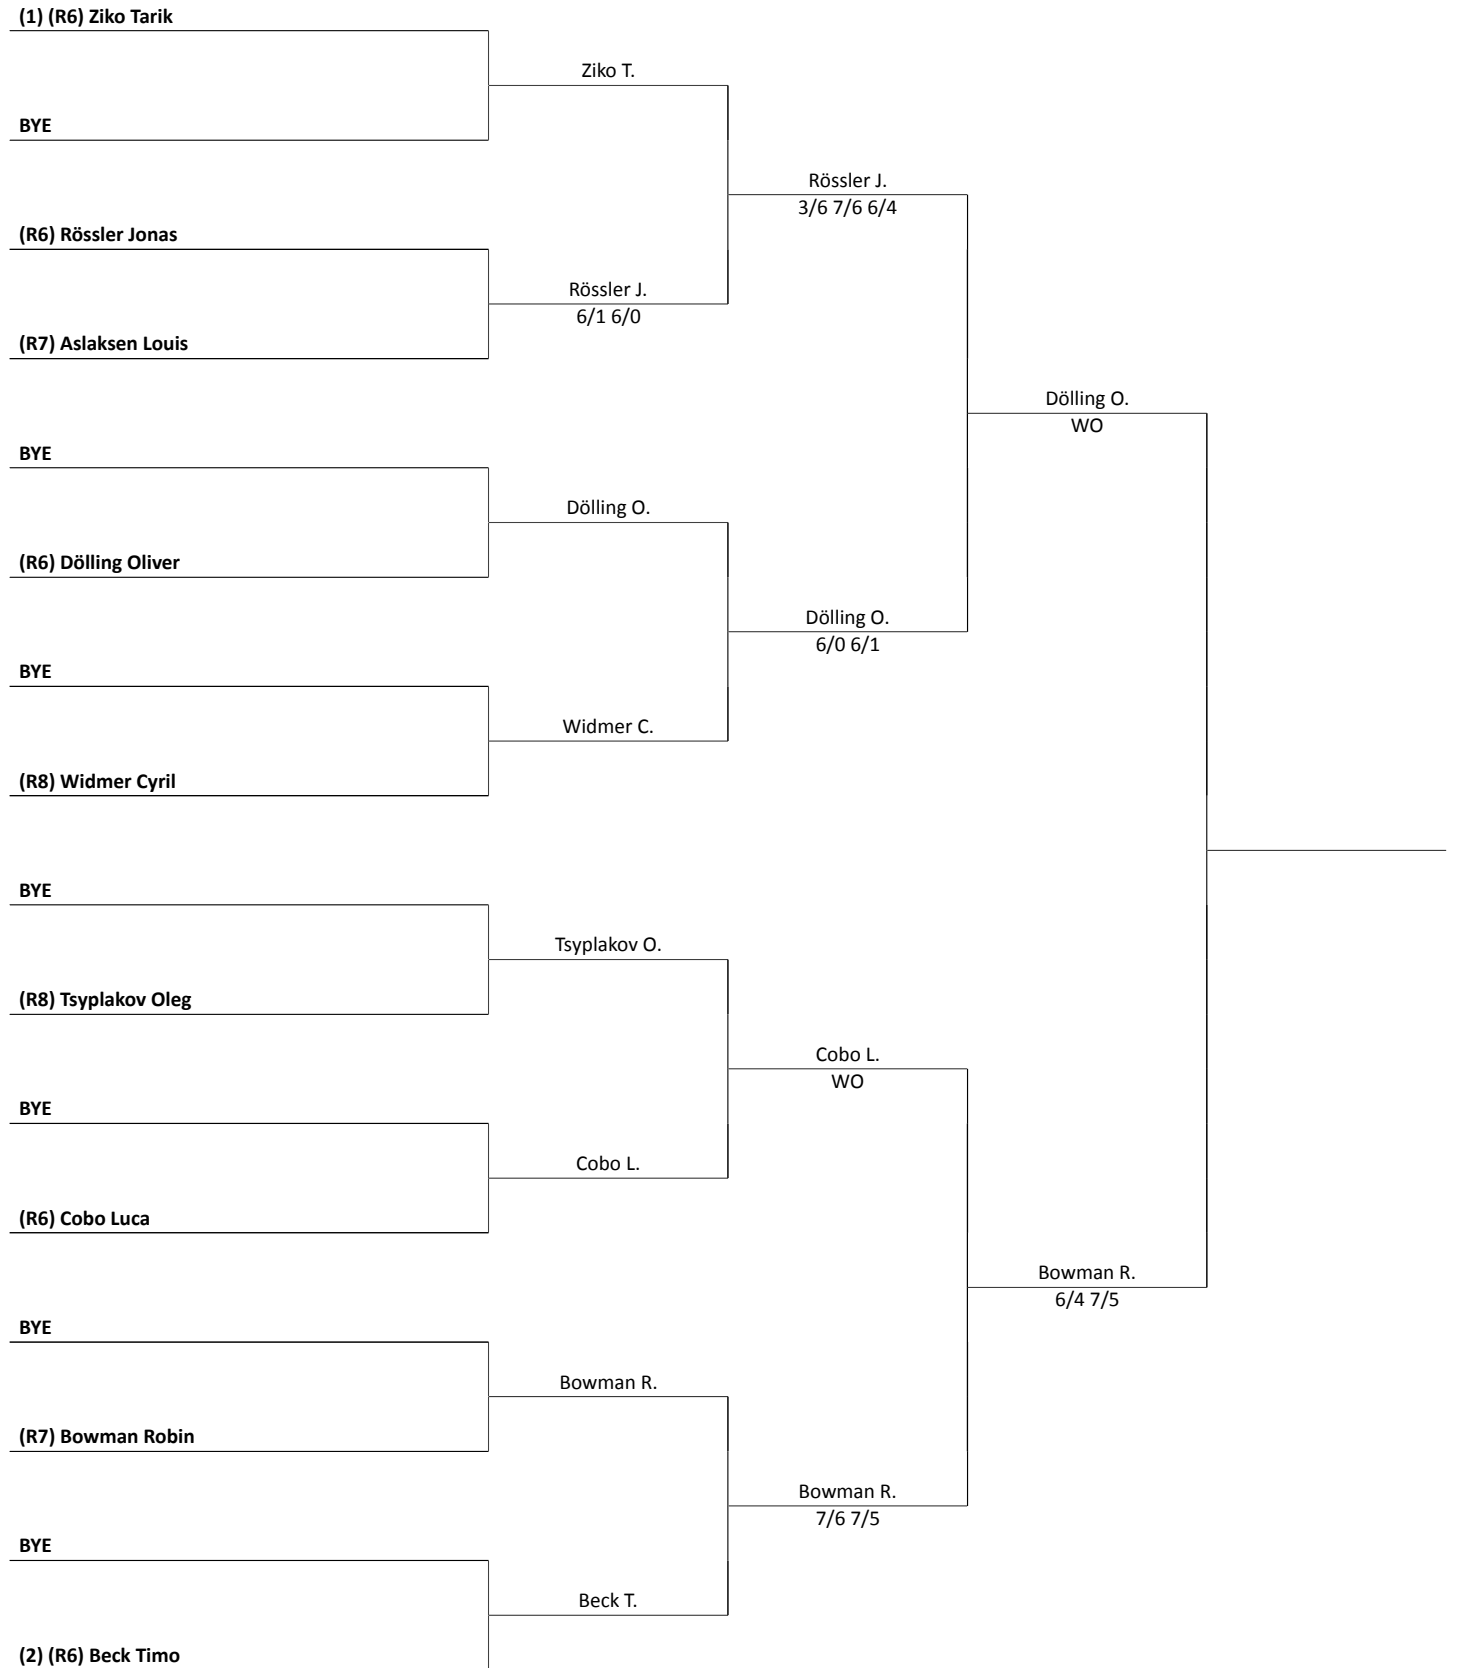 (1) (R6) Ziko Tarik
Ziko T.
BYE
Rössler J.
3/6 7/6 6/4
(R6) Rössler Jonas
Rössler J.
6/1 6/0
(R7) Aslaksen Louis
Dölling O.
WO
BYE
Dölling O.
(R6) Dölling Oliver
Dölling O.
6/0 6/1
BYE
Widmer C.
(R8) Widmer Cyril
BYE
Tsyplakov O.
(R8) Tsyplakov Oleg
Cobo L.
WO
BYE
Cobo L.
(R6) Cobo Luca
Bowman R.
6/4 7/5
BYE
Bowman R.
(R7) Bowman Robin
Bowman R.
7/6 7/5
BYE
Beck T.
(2) (R6) Beck Timo